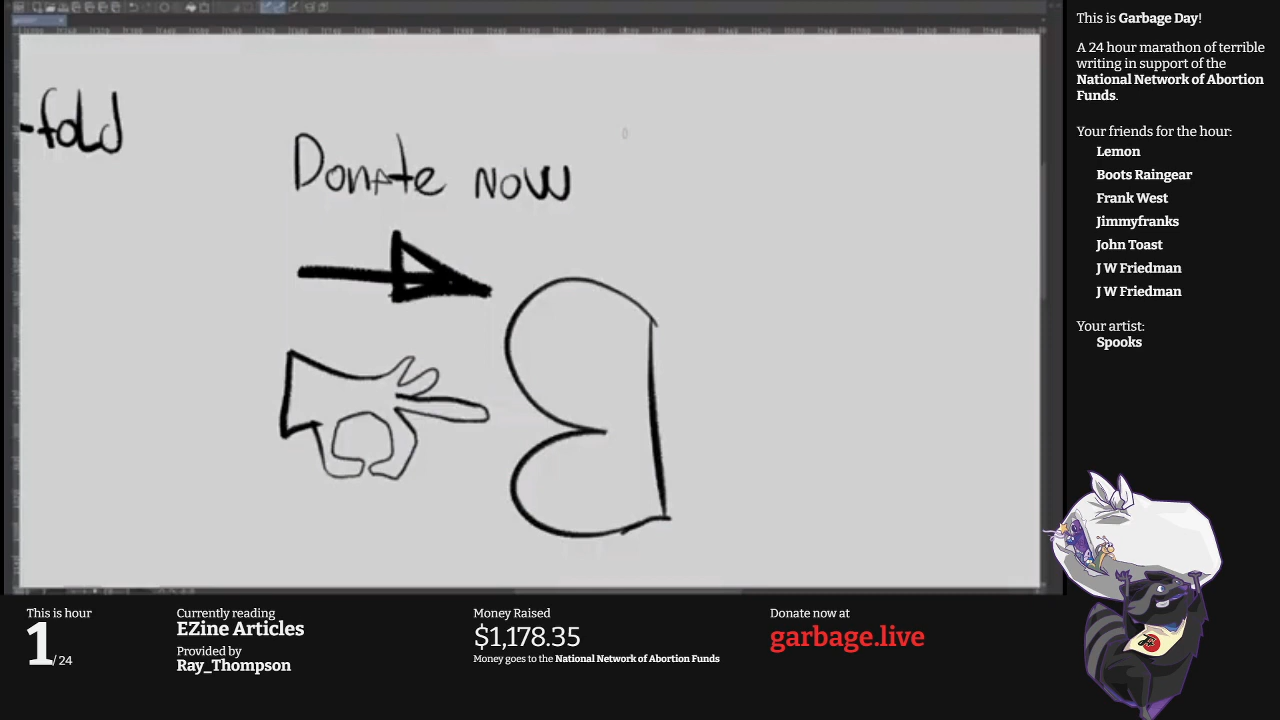 -fold
Donate now
This is Garbage Day!
A 24 hour marathon of terrible
writing in support of the
National Network of Abortion
Funds.
Your friends for the hour:
Lemon
Boots Raingear
Frank West
Jimmyfranks
John Toast
J W Friedman
J W Friedman
Your artist:
Spooks
This is hour
1/ 24
Currently reading
EZine Articles
Provided by
Ray_Thompson
Money Raised
$1,178.35
Money goes to the National Network of Abortion Funds
Donate now at
garbage.live